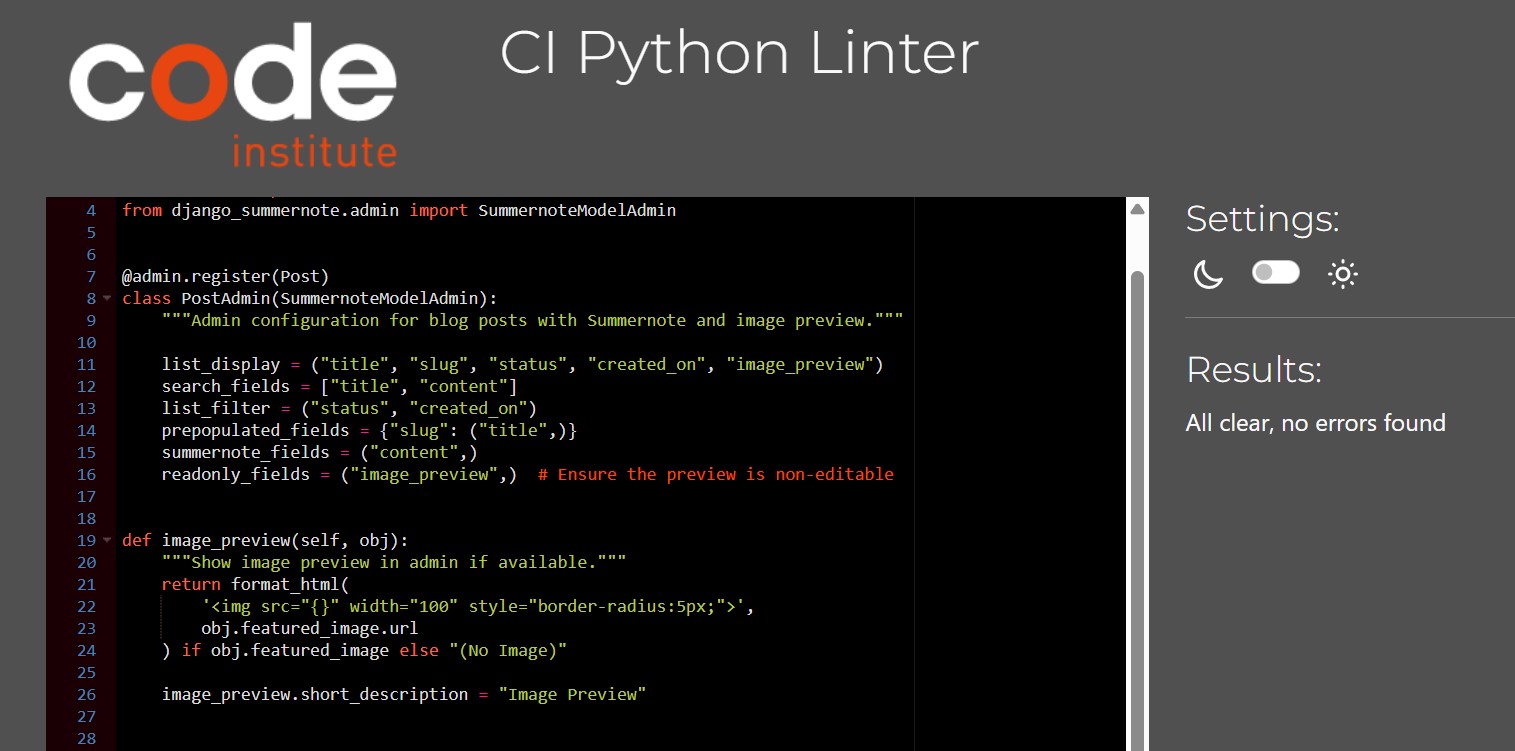 code
institute
CI Python Linter
4 from django_summernote.admin import SummernoteModelAdmin
5
6
7 @admin.register(Post)
8 class PostAdmin(SummernoteModelAdmin):
9     """Admin configuration for blog posts with Summernote and image preview."""
10
11     list_display = ("title", "slug", "status", "created_on", "image_preview")
12     search_fields = ["title", "content"]
13     list_filter = ("status", "created_on")
14     prepopulated_fields = {"slug": ("title",)}
15     summernote_fields = ("content",)
16     readonly_fields = ("image_preview",)  # Ensure the preview is non-editable
17
18
19 def image_preview(self, obj):
20     """Show image preview in admin if available."""
21     return format_html(
22         '<img src="{}" width="100" style="border-radius:5px;">',
23         obj.featured_image.url
24     ) if obj.featured_image else "(No Image)"
25
26     image_preview.short_description = "Image Preview"
27
28
Settings:
Results:
All clear, no errors found